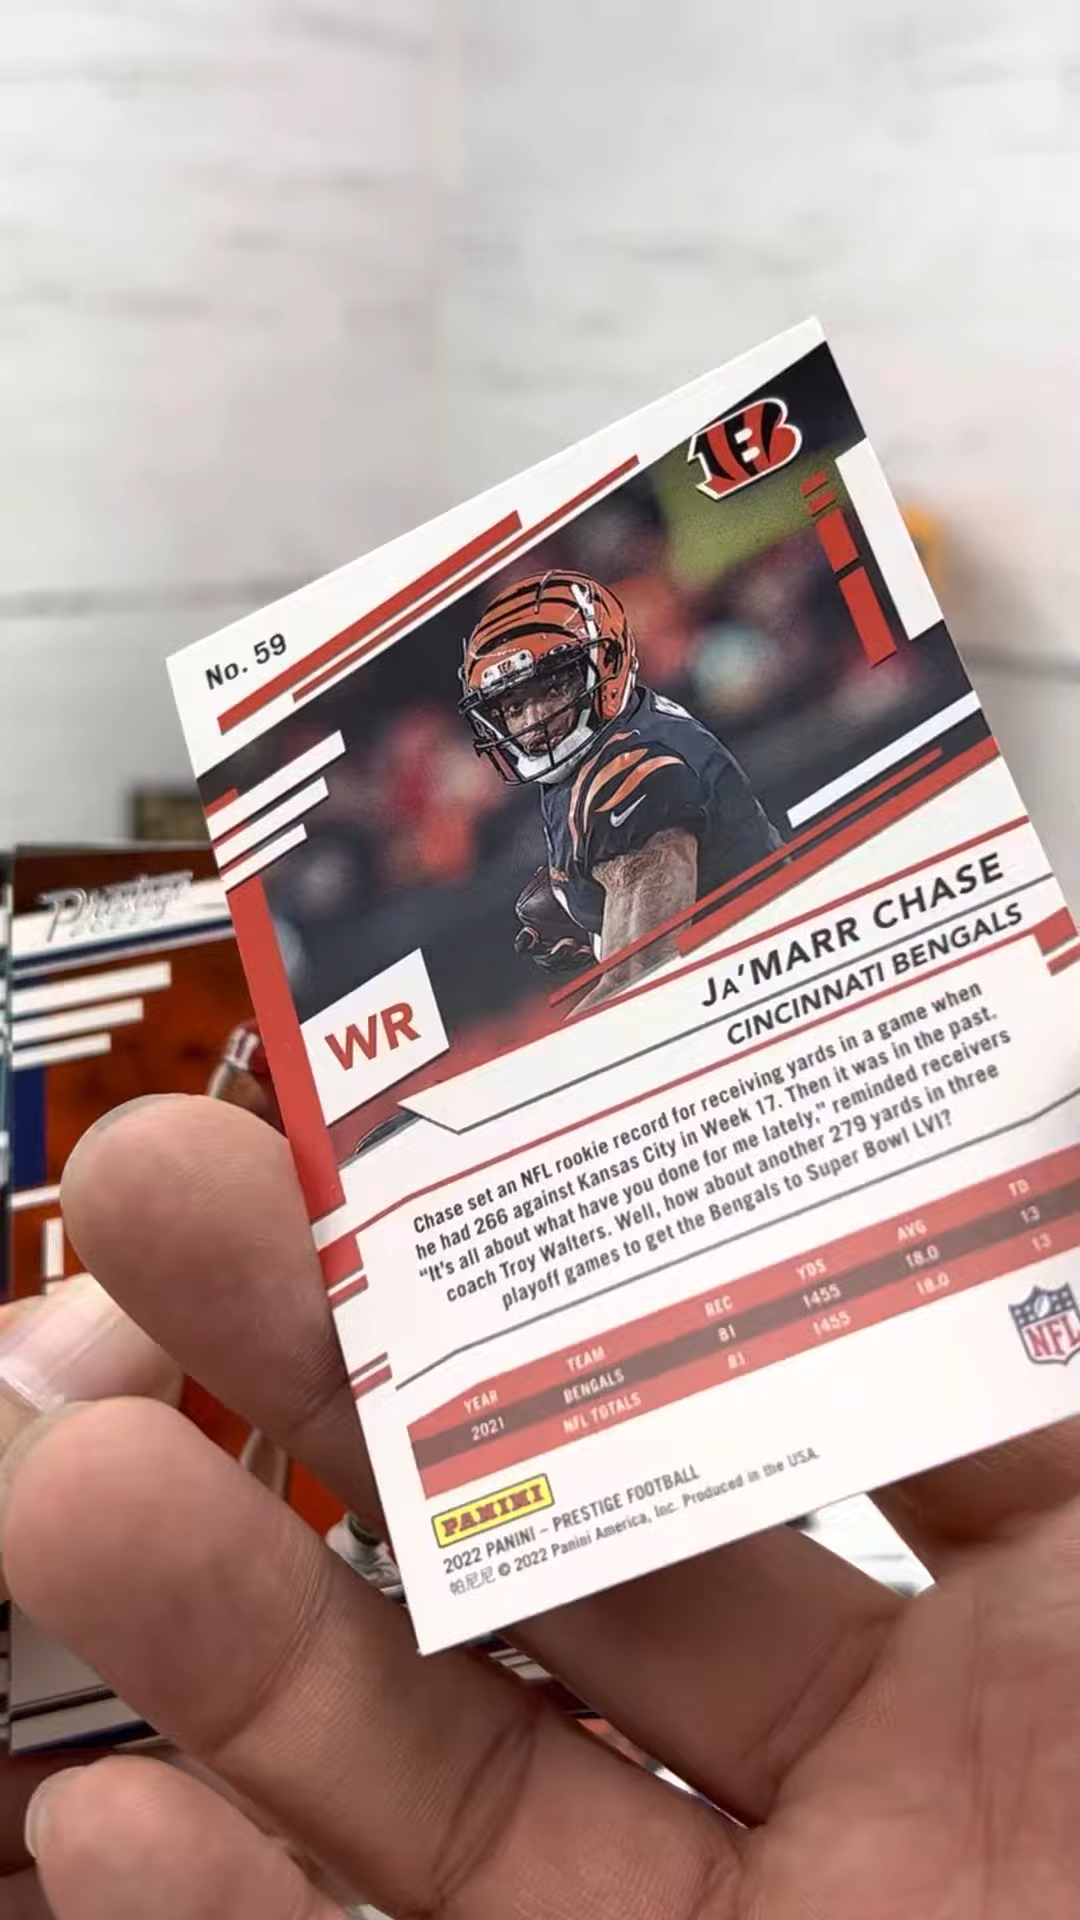 No. 59
WR
JA'MARR CHASE
CINCINNATI BENGALS
Chase set an NFL rookie record for receiving yards in a game when
he had 266 against Kansas City in Week 17. Then it was in the past.
"It's all about what have you done for me lately," reminded receivers
coach Troy Walters. Well, how about another 279 yards in three
playoff games to get the Bengals to Super Bowl LVI?
YEAR TEAM REC YDS AVG TD
2021 BENGALS 81 1455 18.0 13
NFL TOTALS 81 1455 18.0 13
NFL
PANINI
2022 PANINI – PRESTIGE FOOTBALL
帕尼尼 © 2022 Panini America, Inc. Produced in the USA.
Prestige